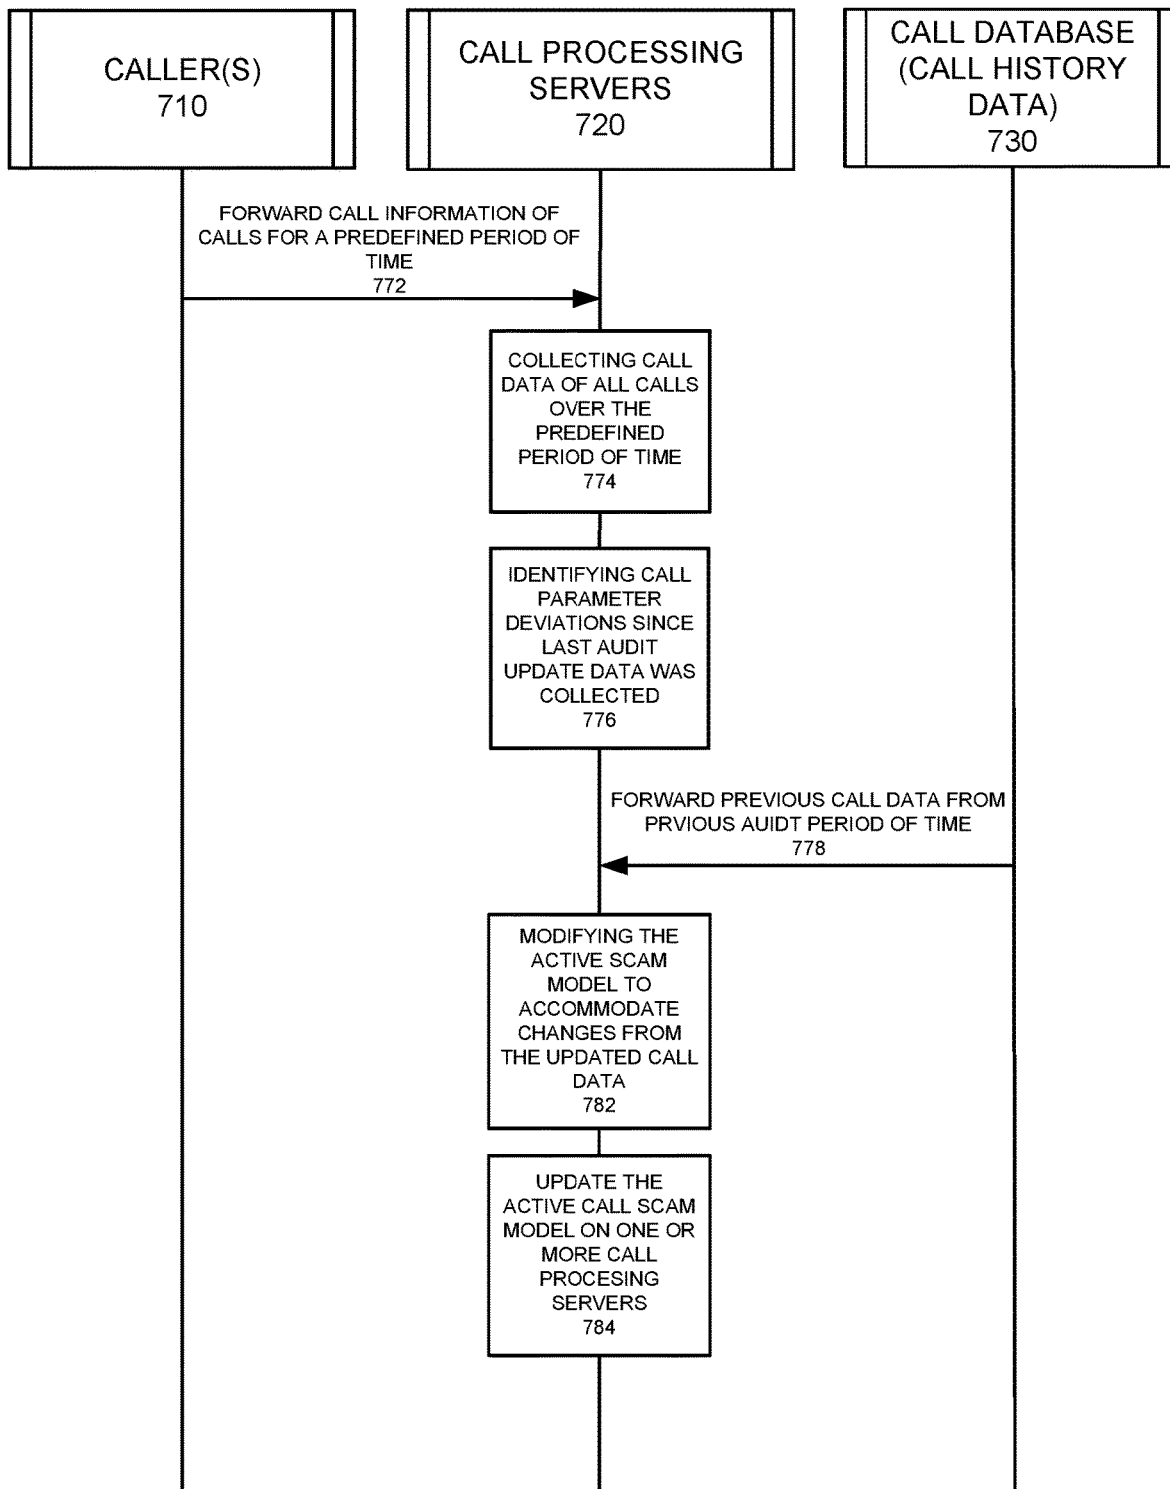 CALLER(S)
710
CALL PROCESSING
SERVERS
720
CALL DATABASE
(CALL HISTORY
DATA)
730
FORWARD CALL INFORMATION OF
CALLS FOR A PREDEFINED PERIOD OF
TIME
772
COLLECTING CALL
DATA OF ALL CALLS
OVER THE
PREDEFINED
PERIOD OF TIME
774
IDENTIFYING CALL
PARAMETER
DEVIATIONS SINCE
LAST AUDIT
UPDATE DATA WAS
COLLECTED
776
FORWARD PREVIOUS CALL DATA FROM
PRVIOUS AUIDT PERIOD OF TIME
778
MODIFYING THE
ACTIVE SCAM
MODEL TO
ACCOMMODATE
CHANGES FROM
THE UPDATED CALL
DATA
782
UPDATE THE
ACTIVE CALL SCAM
MODEL ON ONE OR
MORE CALL
PROCESING
SERVERS
784